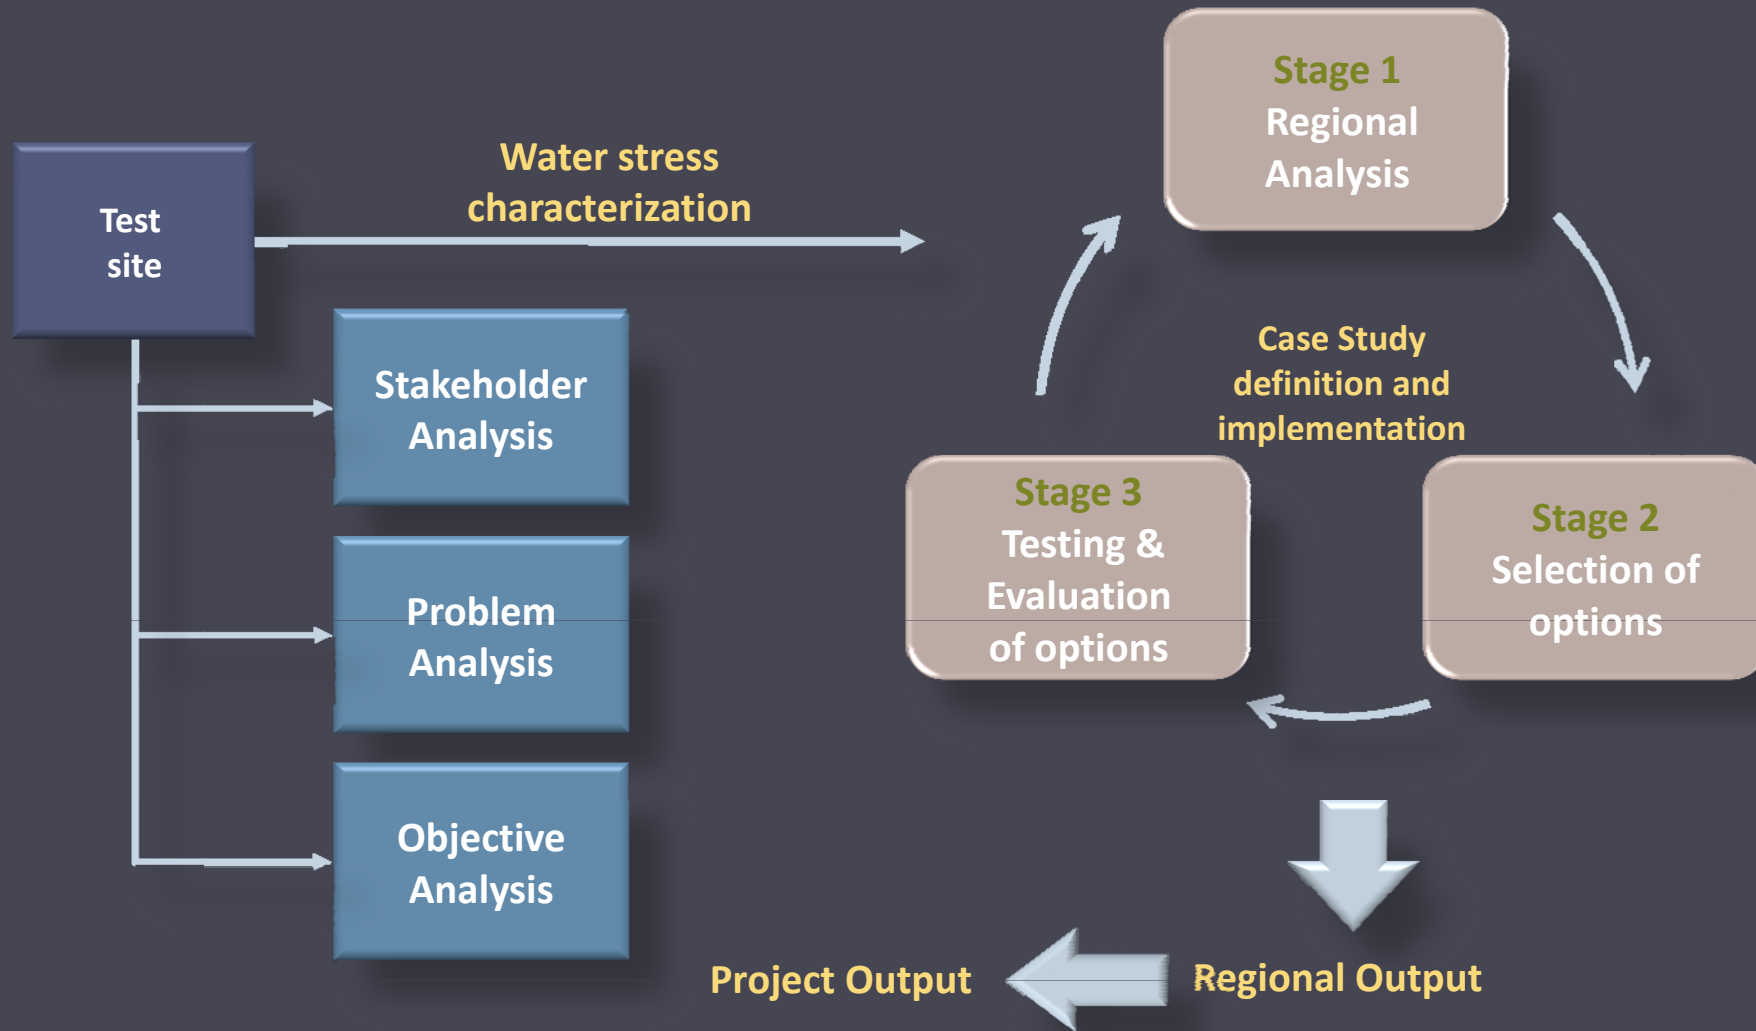 Test
site
Water stress
characterization
Stakeholder
Analysis
Problem
Analysis
Objective
Analysis
Stage 1
Regional
Analysis
Case Study
definition and
implementation
Stage 2
Selection of
options
Stage 3
Testing &
Evaluation
of options
Regional Output
Project Output